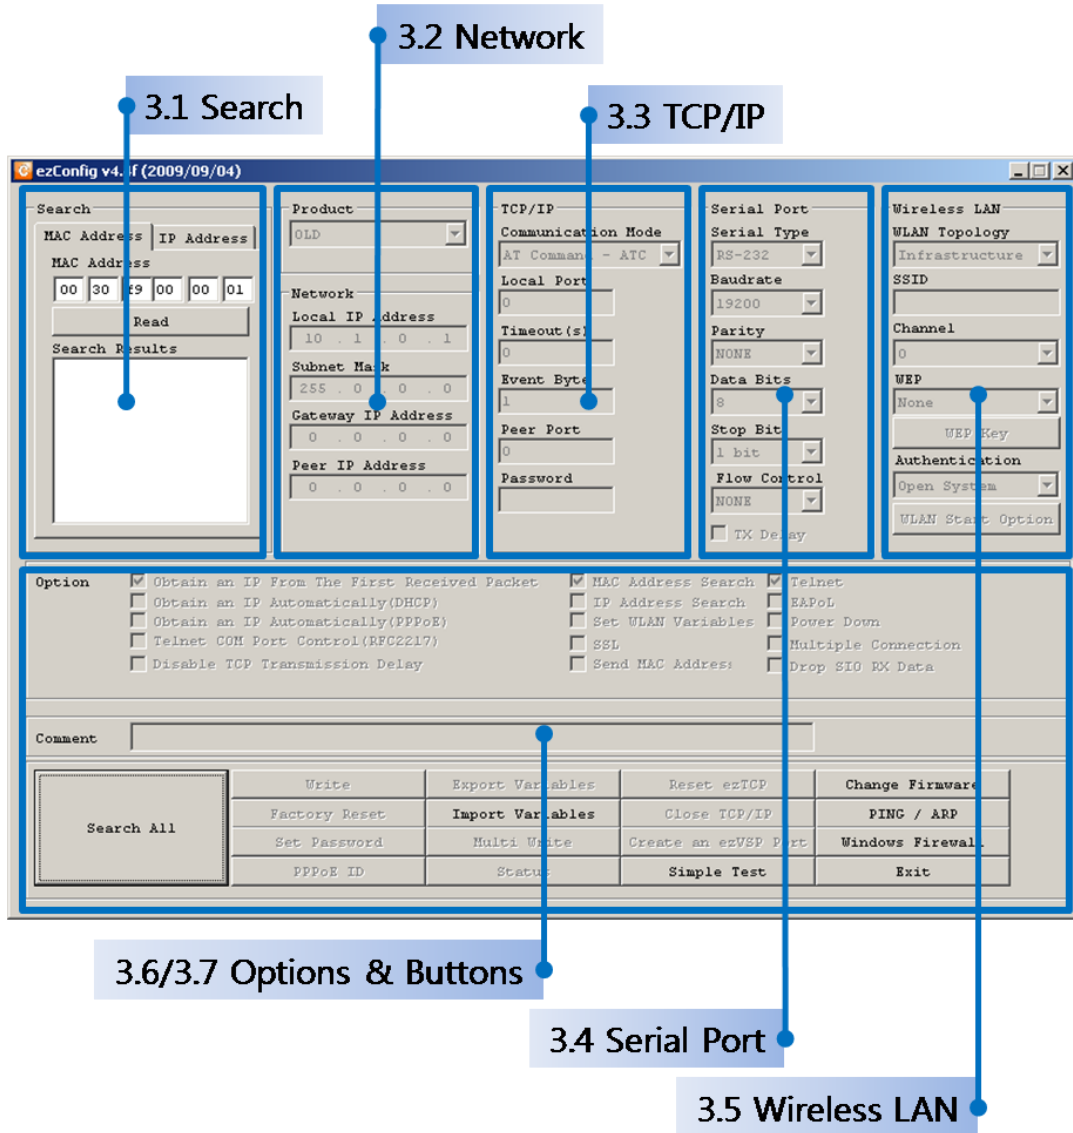 3.2 Network
3.1 Search
3.3 TCP/IP
ezConfig v4. f (2009/09/04)
Search
MAC Address
IP Address
MAC Address
00 30 f9 00 00 01
Read
Search Results
Product
OLD
Network
Local IP Address
10 . 1 . 0 . 1
Subnet Mask
255 . 0 . 0 . 0
Gateway IP Address
0 . 0 . 0 . 0
Peer IP Address
0 . 0 . 0 . 0
TCP/IP
Communication Mode
AT Command - ATC
Local Port
0
Timeout(s)
0
Event Byte
1
Peer Port
0
Password
Serial Port
Serial Type
RS-232
Baudrate
19200
Parity
NONE
Data Bits
8
Stop Bit
1 bit
Flow Control
NONE
TX Delay
Wireless LAN
WLAN Topology
Infrastructure
SSID
Channel
0
WEP
None
WEP Key
Authentication
Open System
WLAN Start Option
Option
Obtain an IP From The First Received Packet
Obtain an IP Automatically(DHCP)
Obtain an IP Automatically(PPPoE)
Telnet COM Port Control(RFC2217)
Disable TCP Transmission Delay
MAC Address Search
IP Address Search
Set WLAN Variables
SSL
Send MAC Address
Telnet
EAPoL
Power Down
Multiple Connection
Drop SIO RX Data
Comment
Search All
Write
Export Variables
Reset ezTCP
Change Firmware
Factory Reset
Import Variables
Close TCP/IP
PING / ARP
Set Password
Multi Write
Create an ezVSP Port
Windows Firewall
PPPoE ID
Status
Simple Test
Exit
3.6/3.7 Options & Buttons
3.4 Serial Port
3.5 Wireless LAN